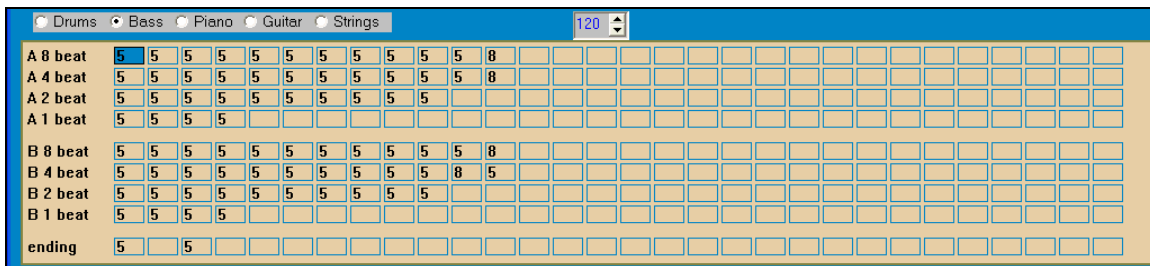 Drums Bass Piano Guitar Strings 120
A 8 beat 5 5 5 5 5 5 5 5 5 5 5 8
A 4 beat 5 5 5 5 5 5 5 5 5 5 5 8
A 2 beat 5 5 5 5 5 5 5 5 5 5
A 1 beat 5 5 5 5
B 8 beat 5 5 5 5 5 5 5 5 5 5 5 8
B 4 beat 5 5 5 5 5 5 5 5 5 5 8 5
B 2 beat 5 5 5 5 5 5 5 5 5 5
B 1 beat 5 5 5 5
ending 5 5